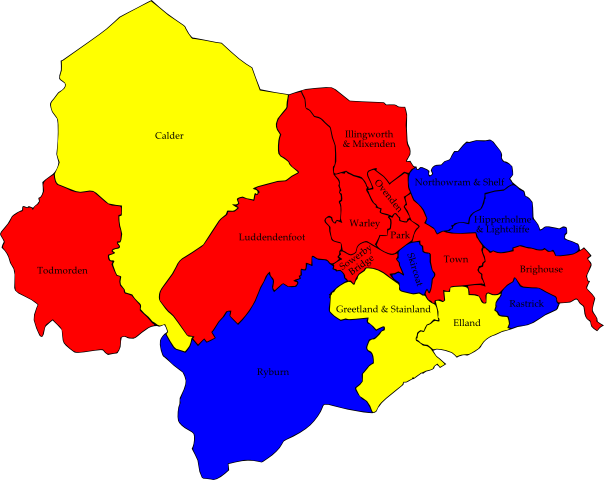 Calder
Illingworth
& Mixenden
Northowram & Shelf
Ovenden
Hipperholme
& Lightcliffe
Warley
Park
Luddendenfoot
Sowerby
Bridge
Skircoat
Town
Todmorden
Brighouse
Rastrick
Greetland & Stainland
Elland
Ryburn